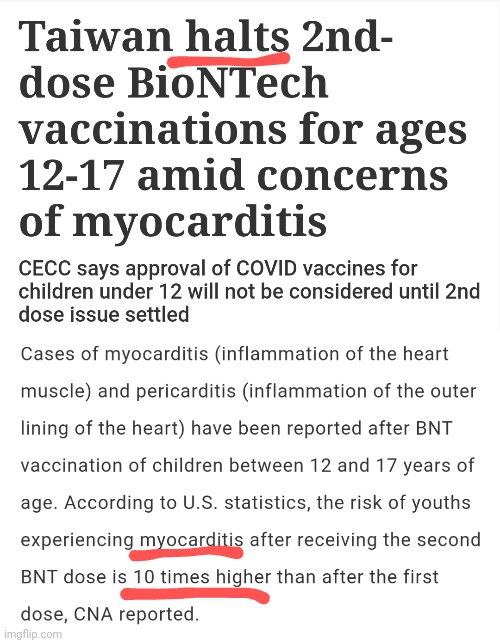 Taiwan halts 2nd-
dose BioNTech
vaccinations for ages
12-17 amid concerns
of myocarditis
CECC says approval of COVID vaccines for
children under 12 will not be considered until 2nd
dose issue settled
Cases of myocarditis (inflammation of the heart
muscle) and pericarditis (inflammation of the outer
lining of the heart) have been reported after BNT
vaccination of children between 12 and 17 years of
age. According to U.S. statistics, the risk of youths
experiencing myocarditis after receiving the second
BNT dose is 10 times higher than after the first
dose, CNA reported.
imgflip.com